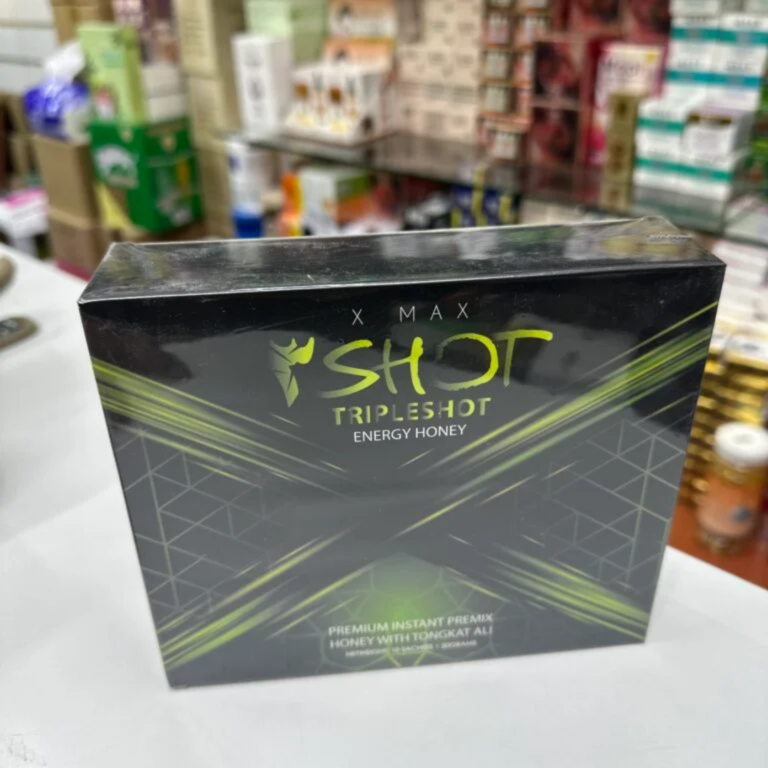 X MAX
SHOT
TRIPLESHOT
ENERGY HONEY
PREMIUM INSTANT PREMIX
HONEY WITH TONGKAT ALI